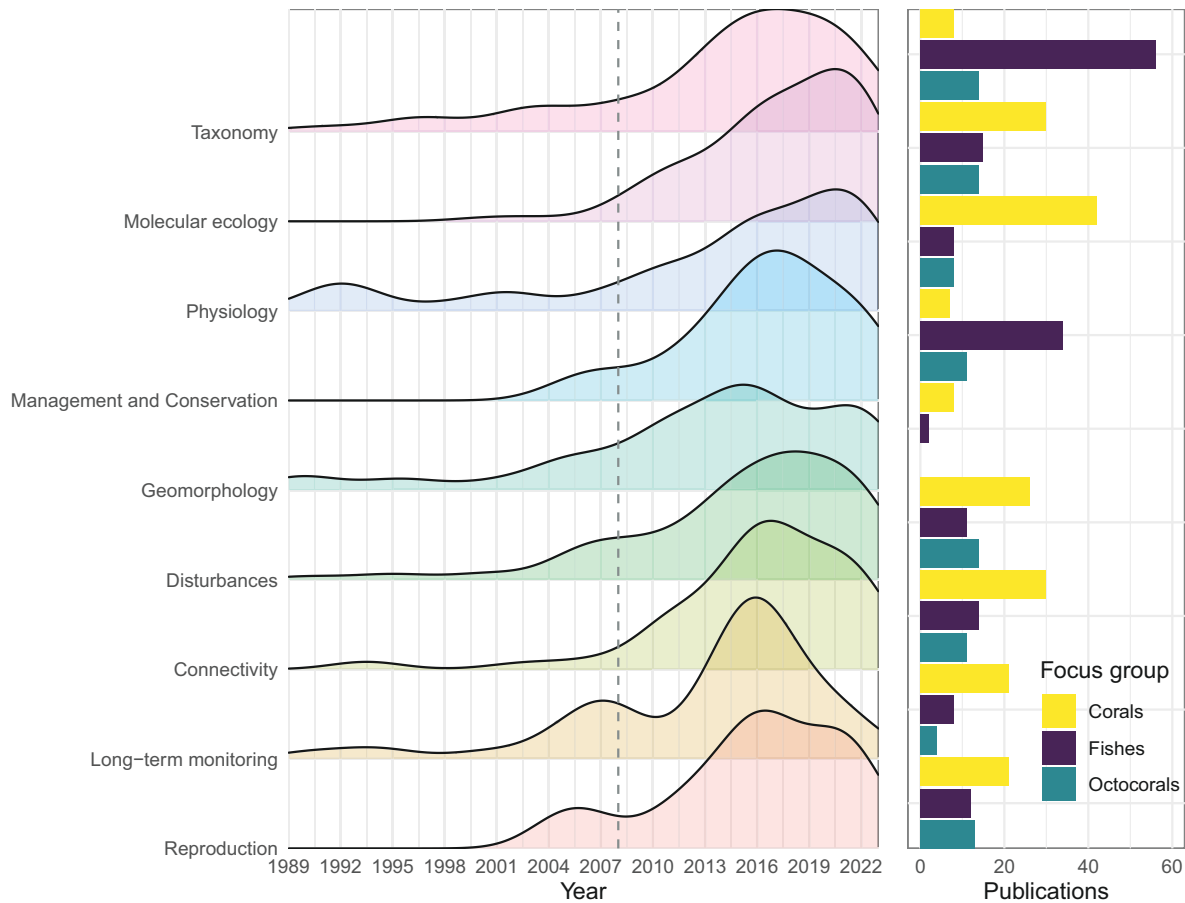 Taxonomy
Molecular ecology
Physiology
Management and Conservation
Geomorphology
Disturbances
Connectivity
Long−term monitoring
Reproduction
1989 1992 1995 1998 2001 2004 2007 2010 2013 2016 2019 2022
Year
Focus group
Corals
Fishes
Octocorals
0 20 40 60
Publications